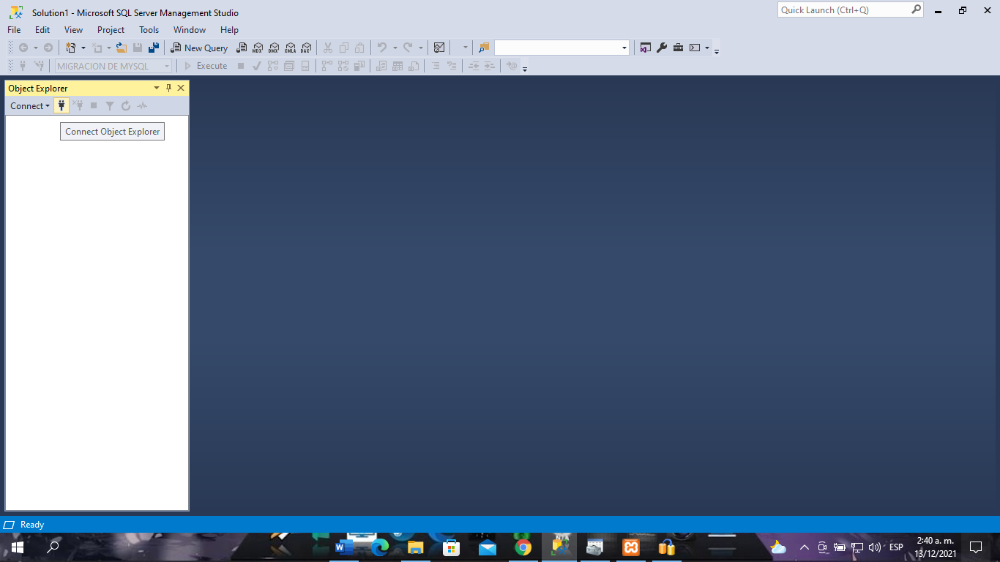 Solution1 - Microsoft SQL Server Management Studio
Quick Launch (Ctrl+Q)
File Edit View Project Tools Window Help
New Query MDX DMX XMLA DAX
MIGRACION DE MYSQL Execute
Object Explorer
Connect
Connect Object Explorer
Ready
ESP
2:40 a. m.
13/12/2021